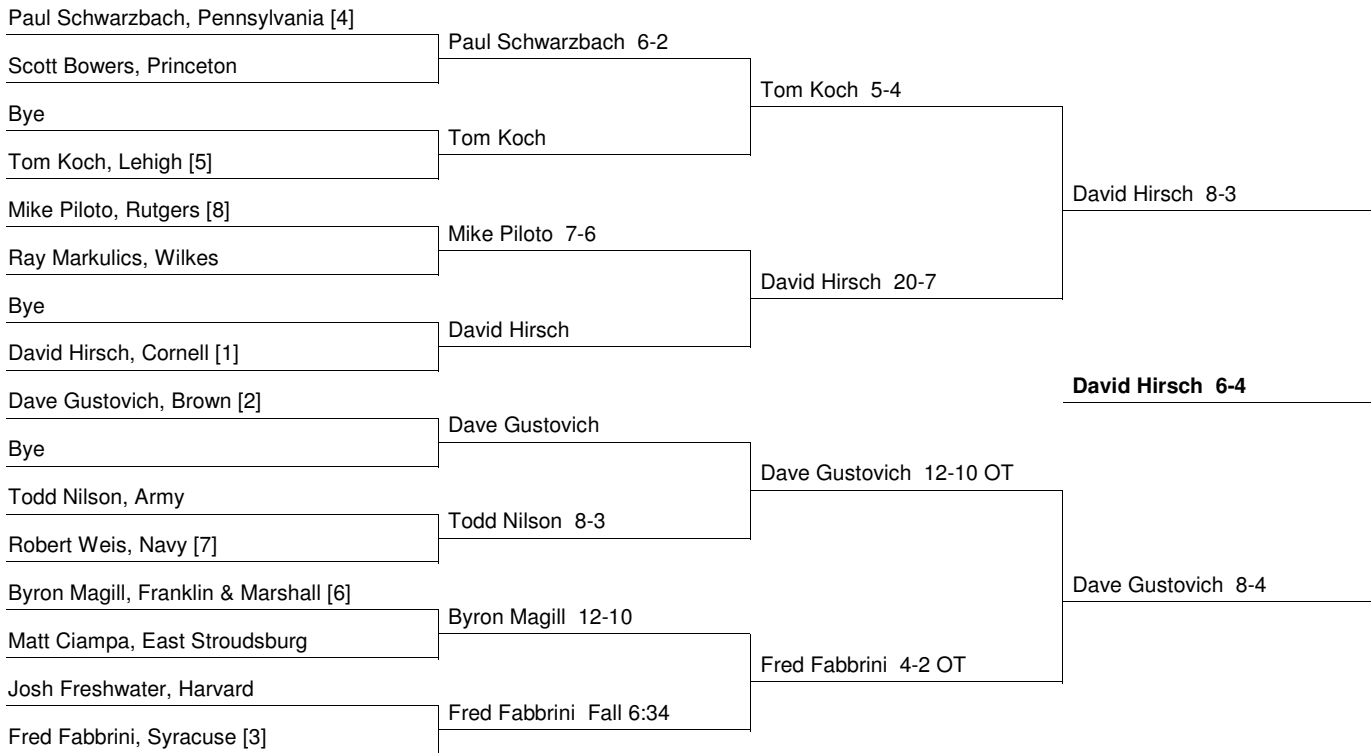 Paul Schwarzbach, Pennsylvania [4]
Scott Bowers, Princeton
Bye
Tom Koch, Lehigh [5]
Mike Piloto, Rutgers [8]
Ray Markulics, Wilkes
Bye
David Hirsch, Cornell [1]
Dave Gustovich, Brown [2]
Bye
Todd Nilson, Army
Robert Weis, Navy [7]
Byron Magill, Franklin & Marshall [6]
Matt Ciampa, East Stroudsburg
Josh Freshwater, Harvard
Fred Fabbrini, Syracuse [3]
Paul Schwarzbach 6-2
Tom Koch
Mike Piloto 7-6
David Hirsch
Dave Gustovich
Todd Nilson 8-3
Byron Magill 12-10
Fred Fabbrini Fall 6:34
Tom Koch 5-4
David Hirsch 20-7
Dave Gustovich 12-10 OT
Fred Fabbrini 4-2 OT
David Hirsch 8-3
David Hirsch 6-4
Dave Gustovich 8-4